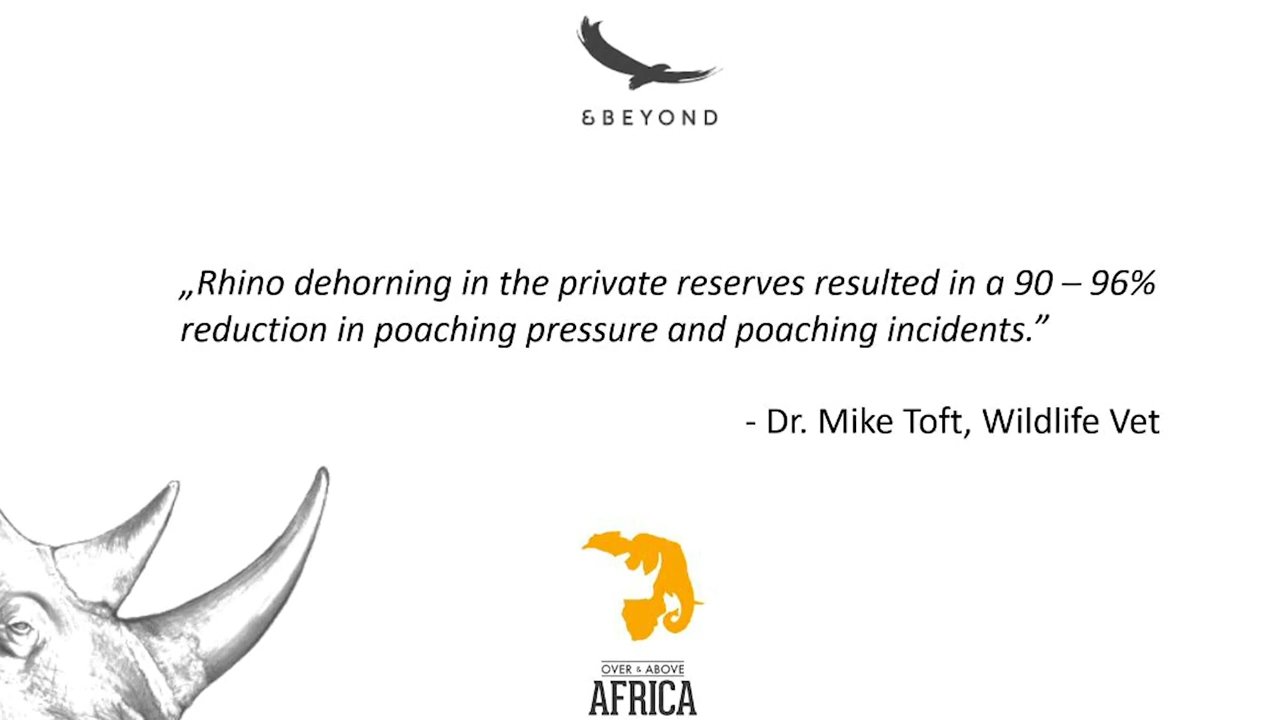 &BEYOND
„Rhino dehorning in the private reserves resulted in a 90 – 96%
reduction in poaching pressure and poaching incidents.”
- Dr. Mike Toft, Wildlife Vet
OVER & ABOVE
AFRICA